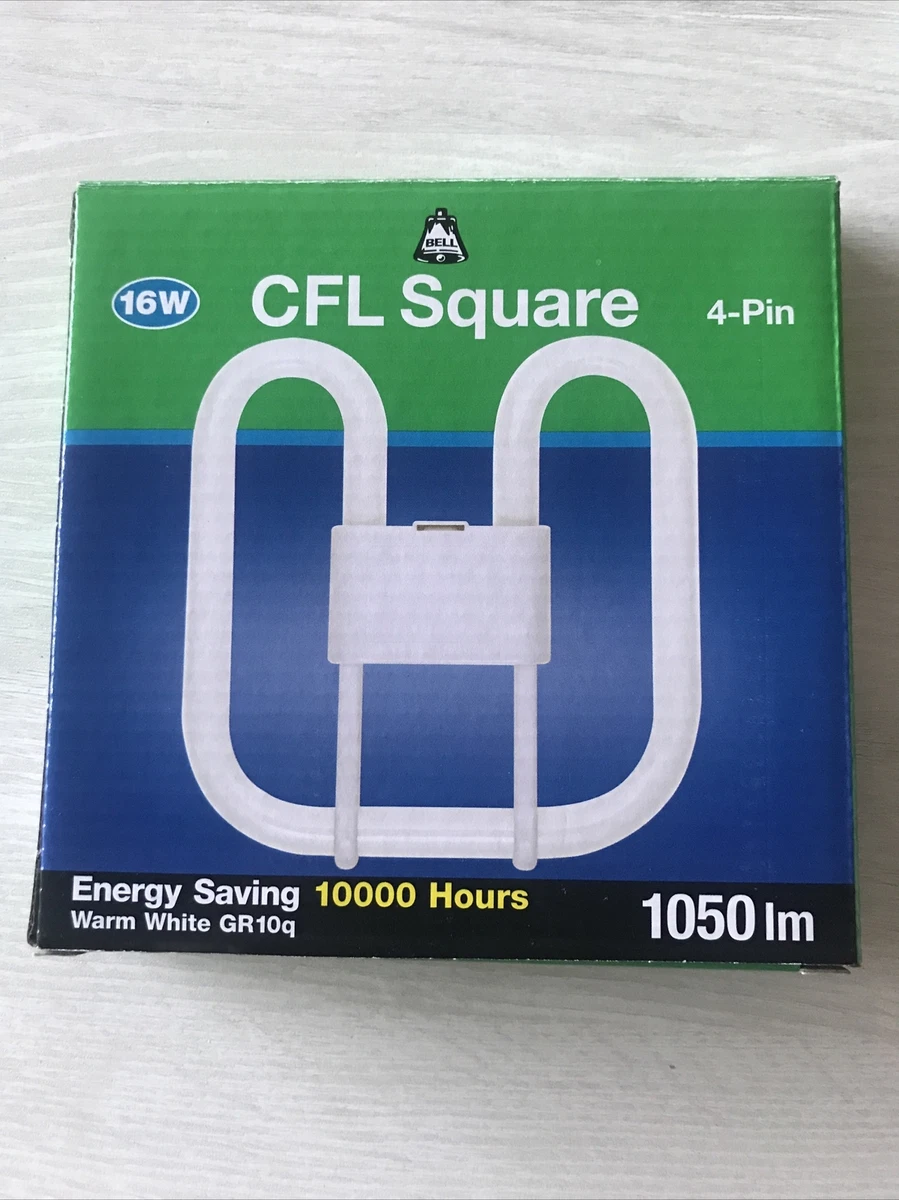 BELL
16W
CFL Square
4-Pin
Energy Saving 10000 Hours
Warm White GR10q
1050 lm